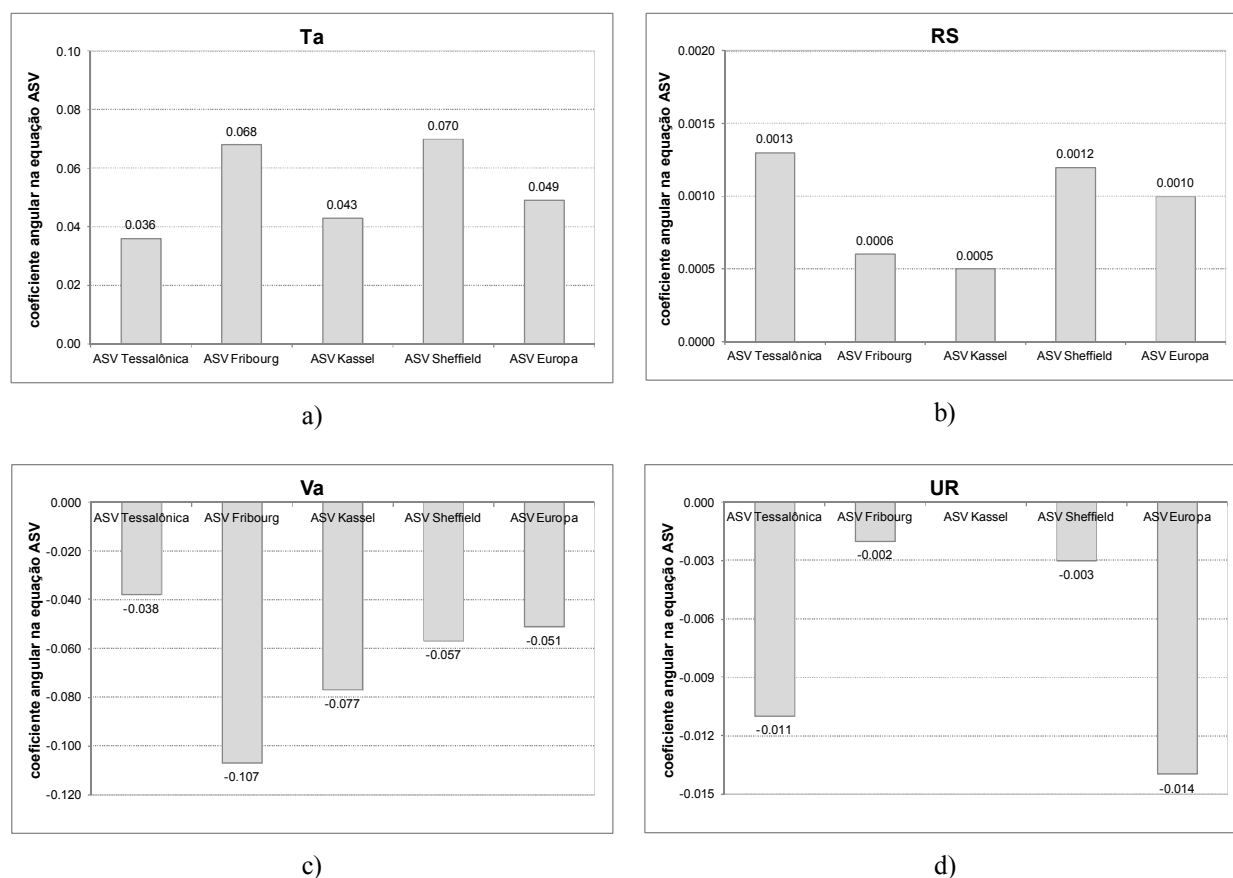 Ta
coeficiente angular na equação ASV
0.10
0.08
0.06
0.04
0.02
0.00
0.036
0.068
0.043
0.070
0.049
ASV Tessalônica
ASV Fribourg
ASV Kassel
ASV Sheffield
ASV Europa
a)
RS
coeficiente angular na equação ASV
0.0020
0.0015
0.0010
0.0005
0.0000
0.0013
0.0006
0.0005
0.0012
0.0010
ASV Tessalônica
ASV Fribourg
ASV Kassel
ASV Sheffield
ASV Europa
b)
Va
coeficiente angular na equação ASV
0.000
-0.020
-0.040
-0.060
-0.080
-0.100
-0.120
ASV Tessalônica
ASV Fribourg
ASV Kassel
ASV Sheffield
ASV Europa
-0.038
-0.107
-0.077
-0.057
-0.051
c)
UR
coeficiente angular na equação ASV
0.000
-0.003
-0.006
-0.009
-0.012
-0.015
ASV Tessalônica
ASV Fribourg
ASV Kassel
ASV Sheffield
ASV Europa
-0.011
-0.002
-0.003
-0.014
d)